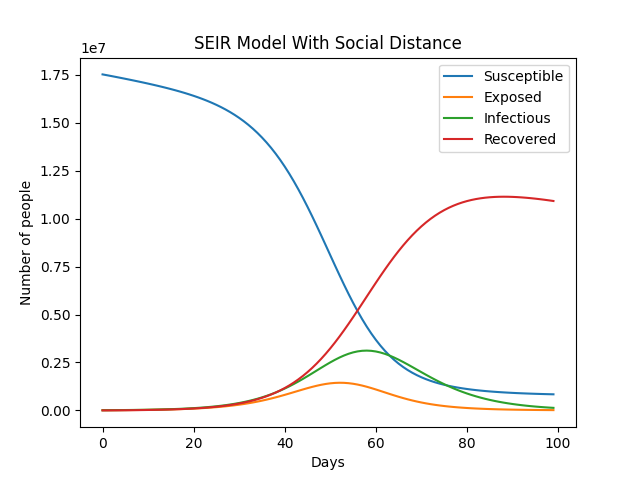 SEIR Model With Social Distance
1e7
Susceptible
Exposed
Infectious
Recovered
1.75
1.50
1.25
1.00
0.75
0.50
0.25
0.00
Number of people
0 20 40 60 80 100
Days